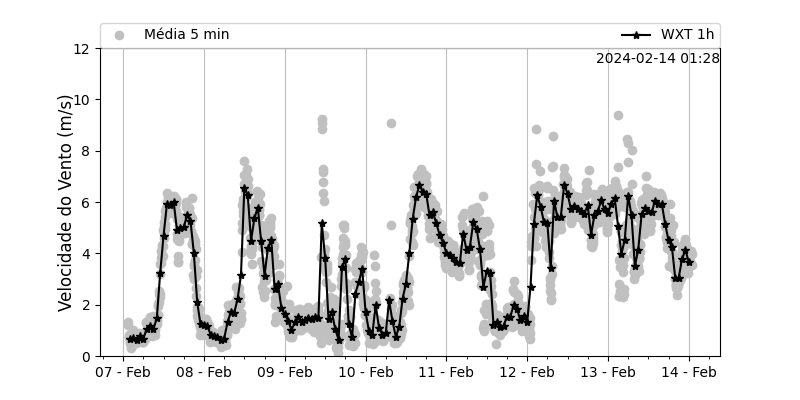 Média 5 min
WXT 1h
2024-02-14 01:28
Velocidade do Vento (m/s)
12
10
8
6
4
2
0
07 - Feb
08 - Feb
09 - Feb
10 - Feb
11 - Feb
12 - Feb
13 - Feb
14 - Feb